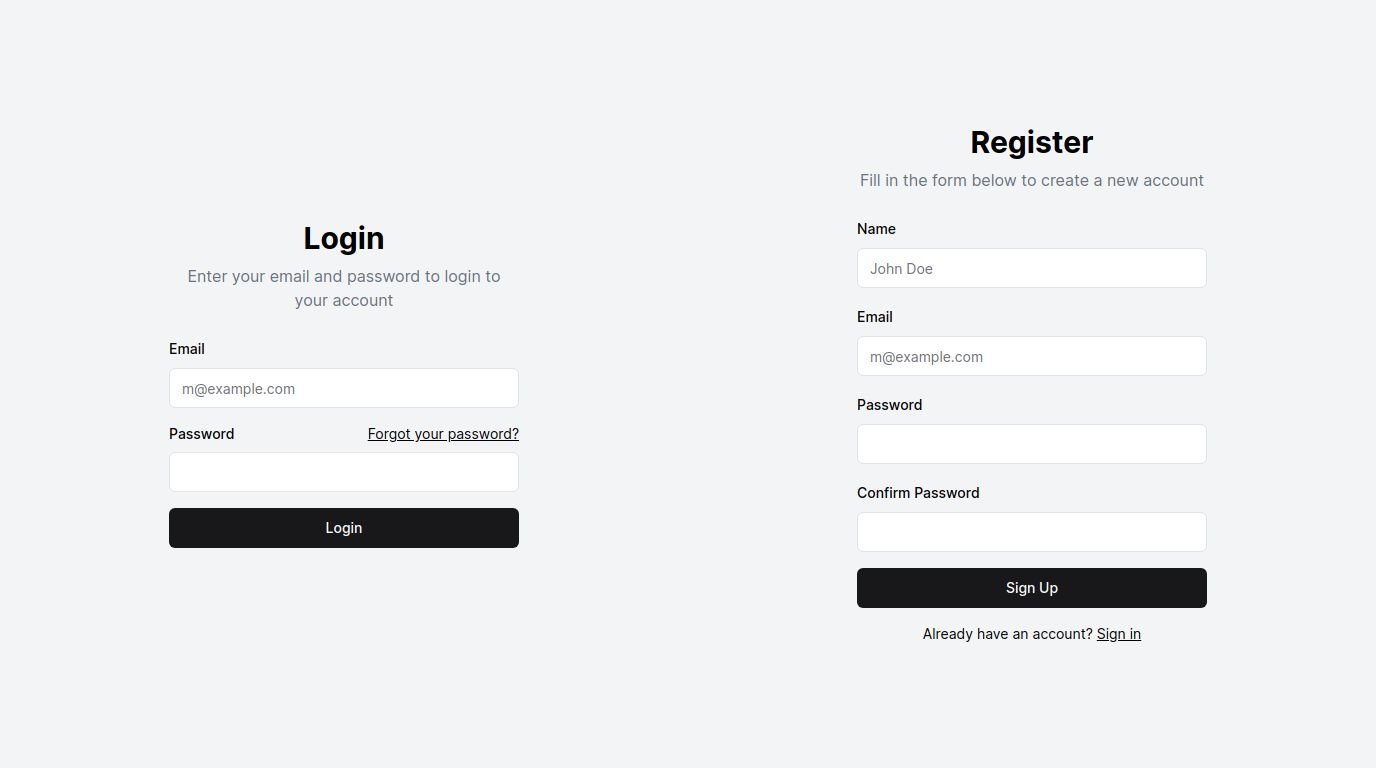 Login
Enter your email and password to login to
your account
Email
m@example.com
Password
Forgot your password?
Login
Register
Fill in the form below to create a new account
Name
John Doe
Email
m@example.com
Password
Confirm Password
Sign Up
Already have an account? Sign in